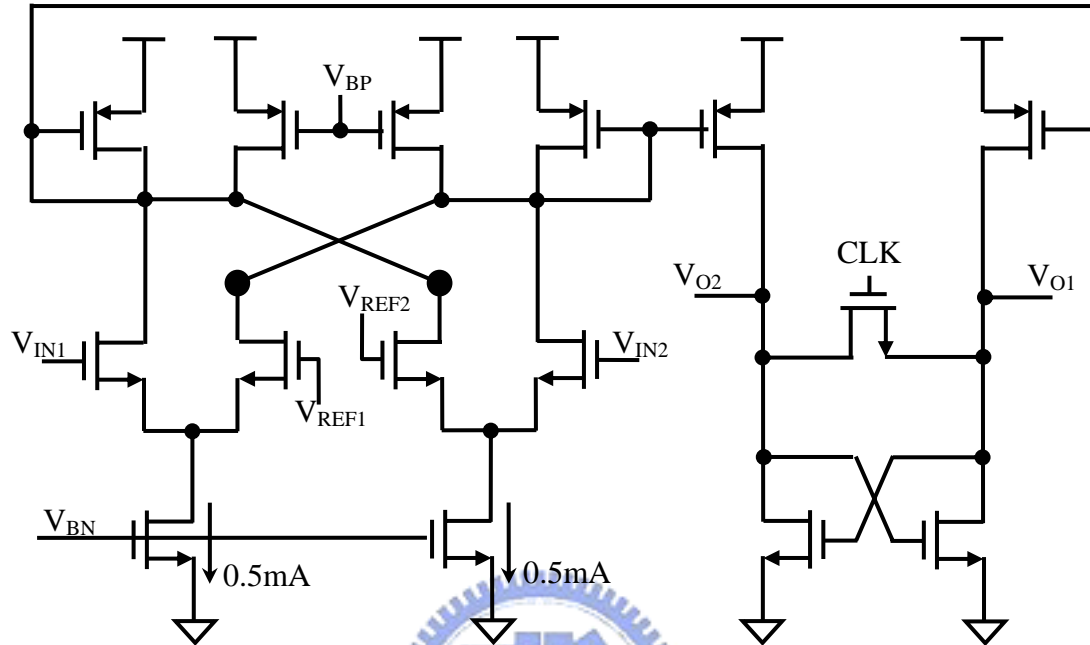 V_BP
CLK
V_O2
V_O1
V_REF2
V_IN1
V_IN2
V_REF1
V_BN
0.5mA
0.5mA